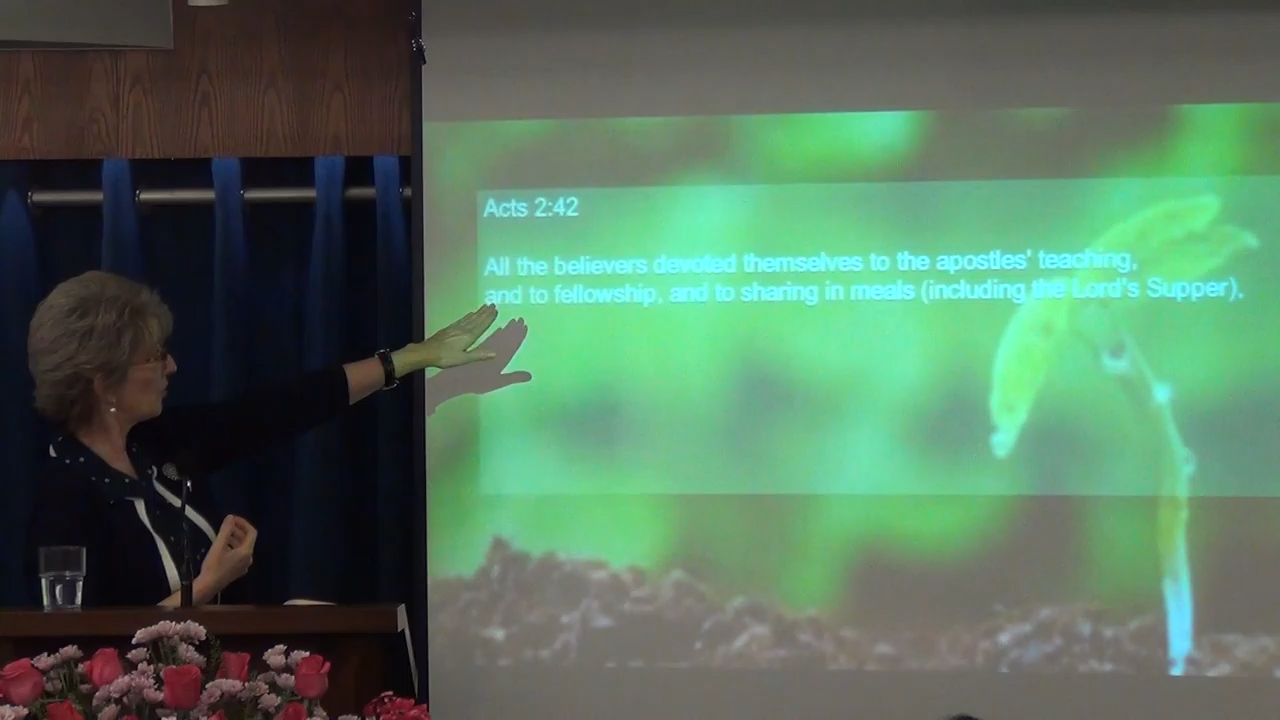 Acts 2:42
All the believers devoted themselves to the apostles' teaching,
and to fellowship, and to sharing in meals (including the Lord's Supper),